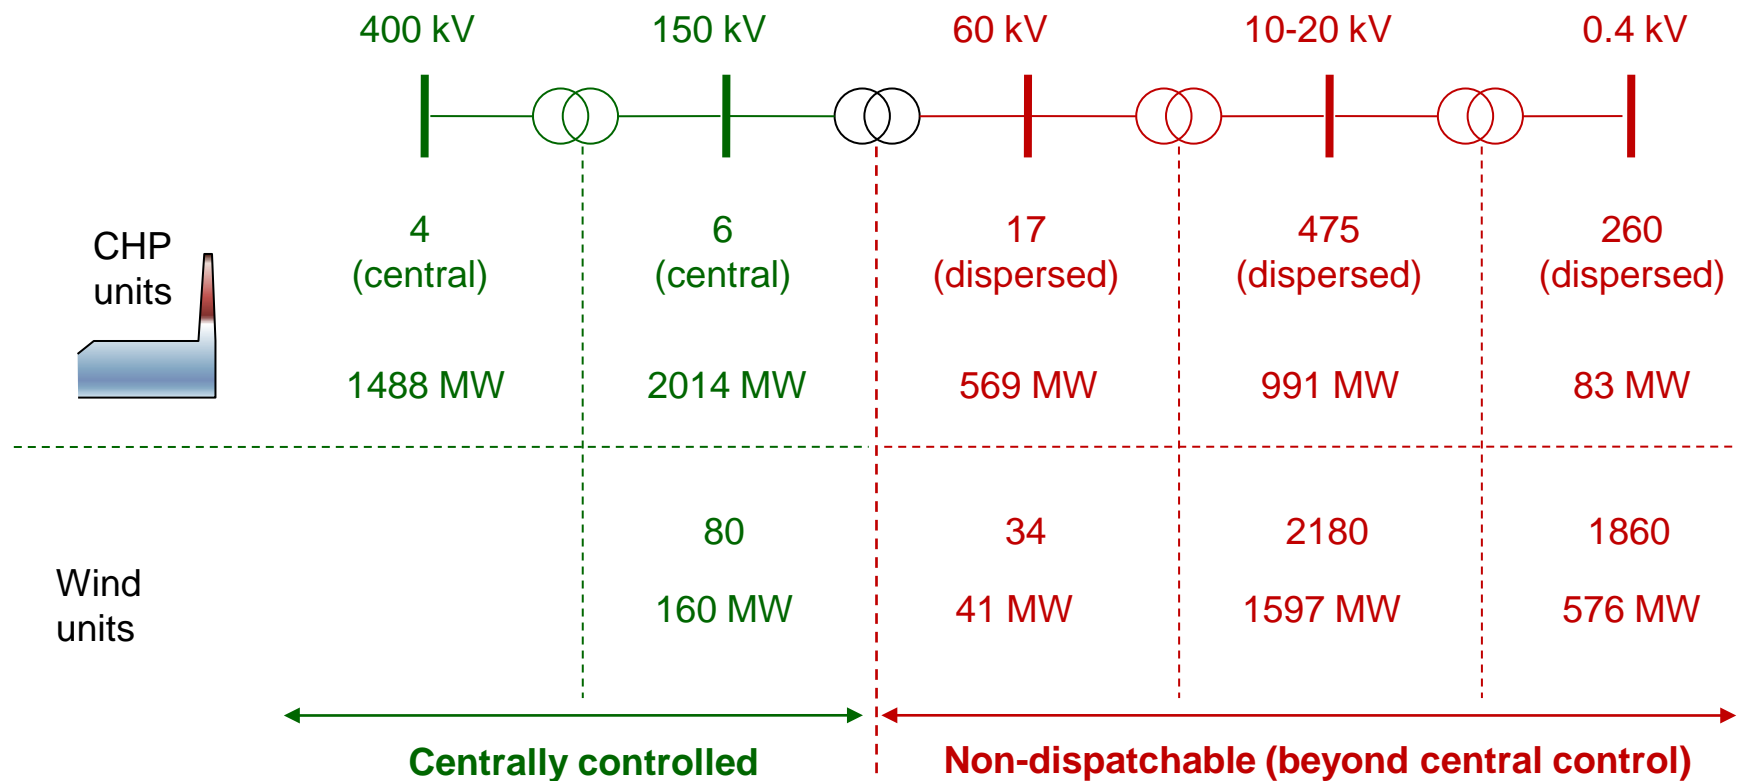 400 kV 150 kV 60 kV 10-20 kV 0.4 kV
CHP
units
4 6 17 475 260
(central) (central) (dispersed) (dispersed) (dispersed)
1488 MW 2014 MW 569 MW 991 MW 83 MW
Wind
units
80 34 2180 1860
160 MW 41 MW 1597 MW 576 MW
Centrally controlled Non-dispatchable (beyond central control)